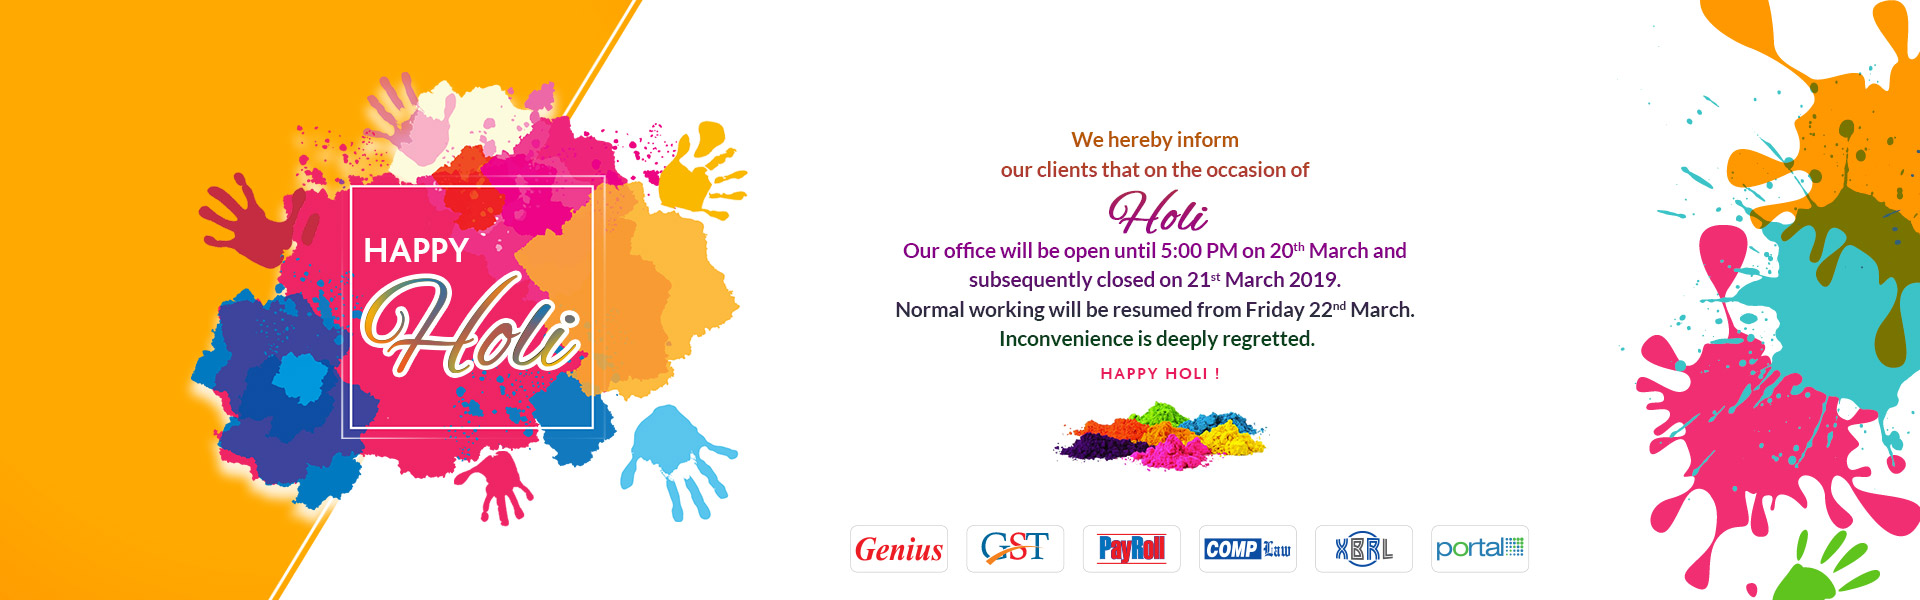 HAPPY
Holi
We hereby inform
our clients that on the occasion of
Holi
Our office will be open until 5:00 PM on 20th March and
subsequently closed on 21st March 2019.
Normal working will be resumed from Friday 22nd March.
Inconvenience is deeply regretted.
HAPPY HOLI !
Genius GST PayRoll COMP Law XBRL portal